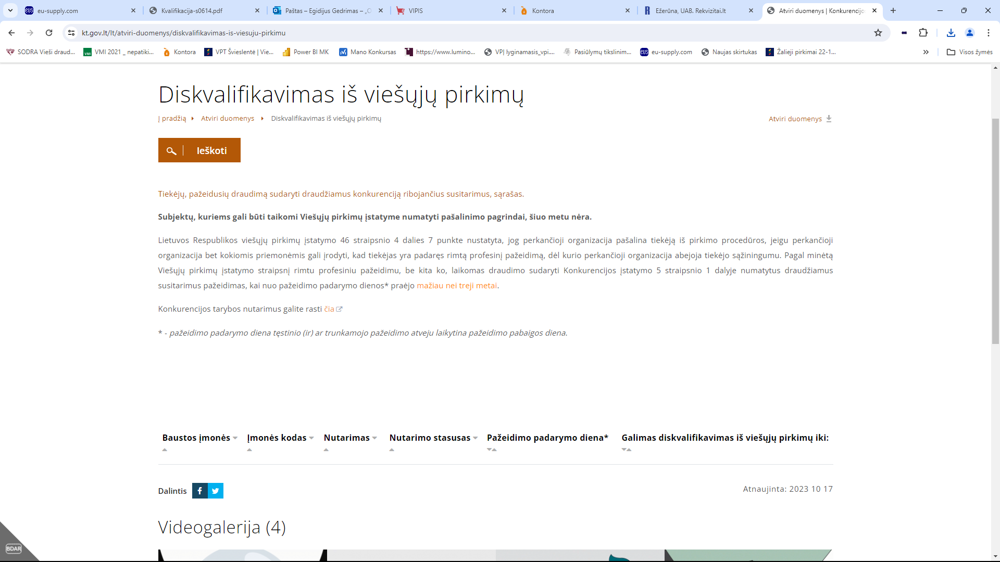 eu-supply.com
Kvalifikacija-s0614.pdf
Paštas – Egidijus Gedrimas – „O
VIPIS
Kontora
Ežerūna, UAB. Rekvizitai.lt
Atviri duomenys | Konkurencijo
kt.gov.lt/lt/atviri-duomenys/diskvalifikavimas-is-viesuju-pirkimu
SODRA Vieši draud...
VMI 2021 _ nepatiki...
Kontora
VPT Švieslentė | Vie...
Power BI MK
Mano Konkursas
https://www.lumino...
VPĮ lyginamasis_vpi....
Pasiūlymų tikslinim...
eu-supply.com
Naujas skirtukas
Žalieji pirkimai 22-1...
Visos žymės
Diskvalifikavimas iš viešųjų pirkimų
Į pradžią Atviri duomenys Diskvalifikavimas iš viešųjų pirkimų
Atviri duomenys
Ieškoti
Tiekėjų, pažeidusių draudimą sudaryti draudžiamus konkurenciją ribojančius susitarimus, sąrašas.
Subjektų, kuriems gali būti taikomi Viešųjų pirkimų įstatyme numatyti pašalinimo pagrindai, šiuo metu nėra.
Lietuvos Respublikos viešųjų pirkimų įstatymo 46 straipsnio 4 dalies 7 punkte nustatyta, jog perkančioji organizacija pašalina tiekėją iš pirkimo procedūros, jeigu perkančioji
organizacija bet kokiomis priemonėmis gali įrodyti, kad tiekėjas yra padaręs rimtą profesinį pažeidimą, dėl kurio perkančioji organizacija abejoja tiekėjo sąžiningumu. Pagal minėtą
Viešųjų pirkimų įstatymo straipsnį rimtu profesiniu pažeidimu, be kita ko, laikomas draudimo sudaryti Konkurencijos įstatymo 5 straipsnio 1 dalyje numatytus draudžiamus
susitarimus pažeidimas, kai nuo pažeidimo padarymo dienos* praėjo mažiau nei treji metai.
Konkurencijos tarybos nutarimus galite rasti čia
* - pažeidimo padarymo diena tęstinio (ir) ar trunkamojo pažeidimo atveju laikytina pažeidimo pabaigos diena.
Baustos įmonės Įmonės kodas Nutarimas Nutarimo stasusas Pažeidimo padarymo diena* Galimas diskvalifikavimas iš viešųjų pirkimų iki:
Dalintis
Atnaujinta: 2023 10 17
Videogalerija (4)
BDAR